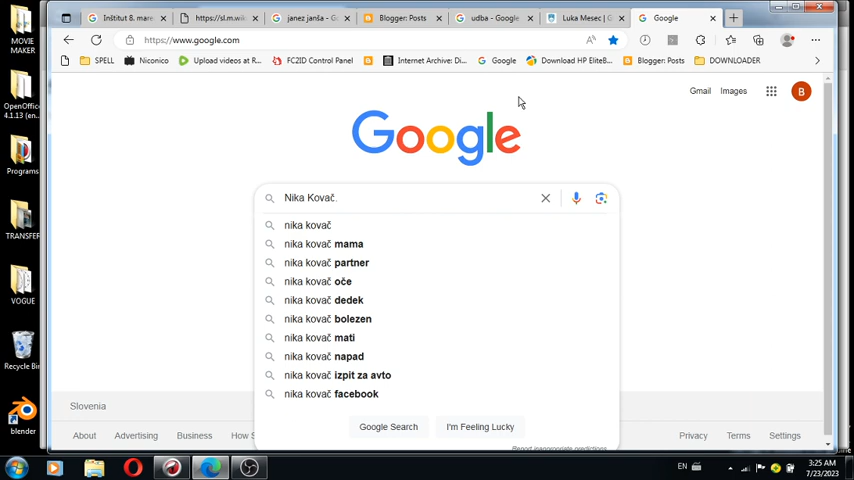 MOVIE MAKER
Inštitut 8. mare
https://sl.m.wik
janez janša - G
Blogger: Posts
udba - Google
Luka Mesec | G
Google
https://www.google.com
SPELL
Niconico
Upload videos at R...
FC2ID Control Panel
Internet Archive: Di...
Google
Download HP EliteB...
Blogger: Posts
DOWNLOADER
OpenOffic...
4.1.13 (en...
Programs
TRANSFER
VOGUE
Recycle Bin
blender
Gmail
Images
B
Google
Nika Kovač.
nika kovač
nika kovač mama
nika kovač partner
nika kovač oče
nika kovač dedek
nika kovač bolezen
nika kovač mati
nika kovač napad
nika kovač izpit za avto
nika kovač facebook
Google Search
I'm Feeling Lucky
Report inappropriate predictions
Slovenia
About
Advertising
Business
How S
Privacy
Terms
Settings
EN
3:25 AM
7/23/2023